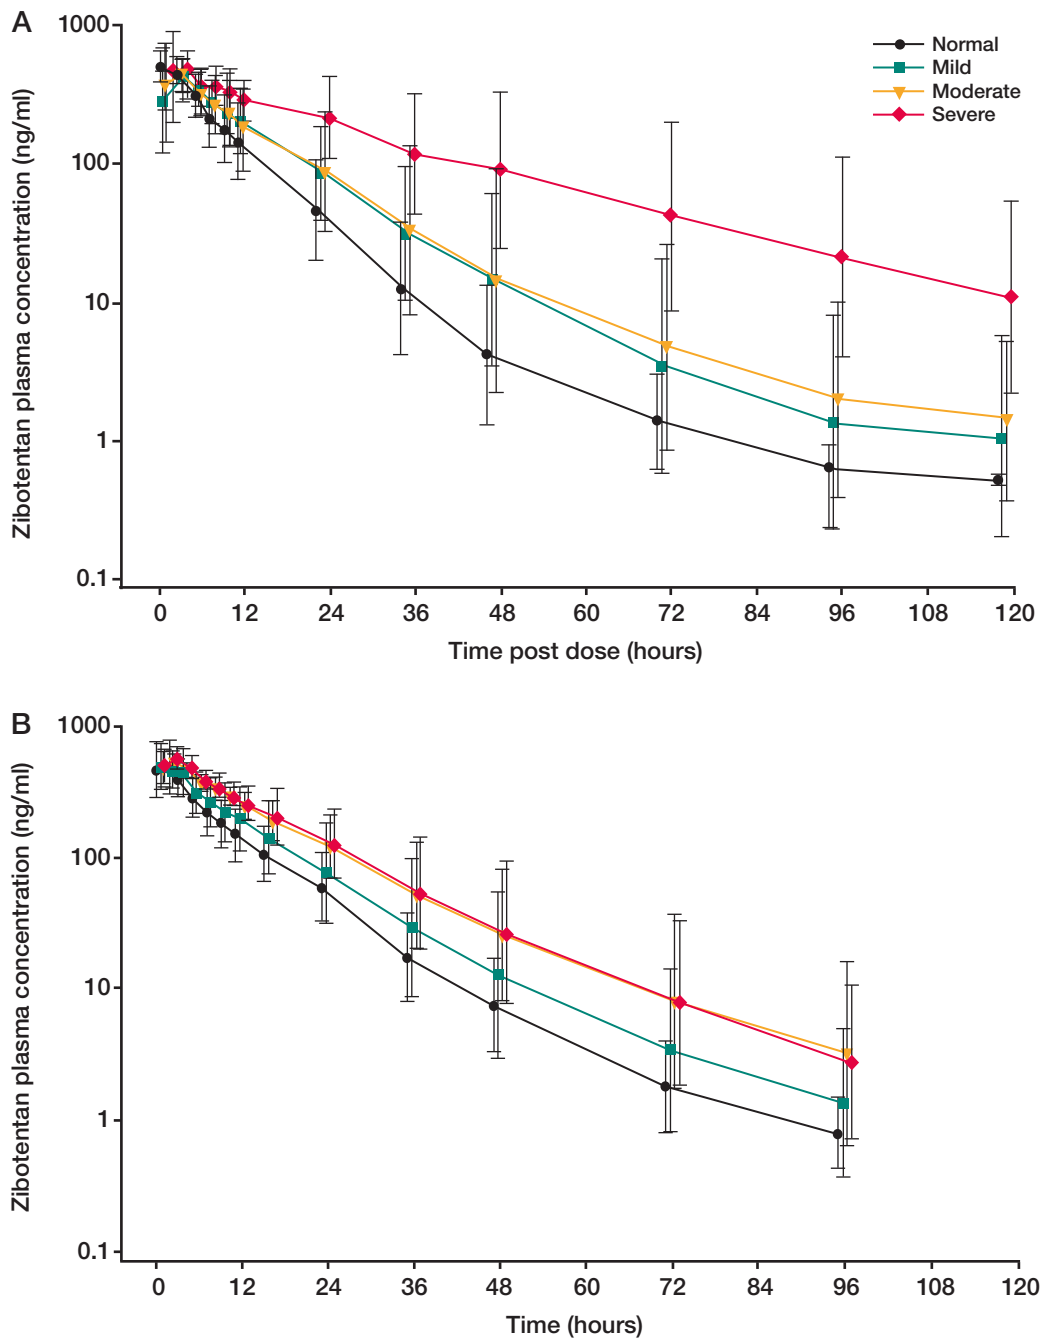 A
1000
100
10
1
0.1
Zibotentan plasma concentration (ng/ml)
Normal
Mild
Moderate
Severe
0 12 24 36 48 60 72 84 96 108 120
Time post dose (hours)
B
1000
100
10
1
0.1
Zibotentan plasma concentration (ng/ml)
0 12 24 36 48 60 72 84 96 108 120
Time (hours)